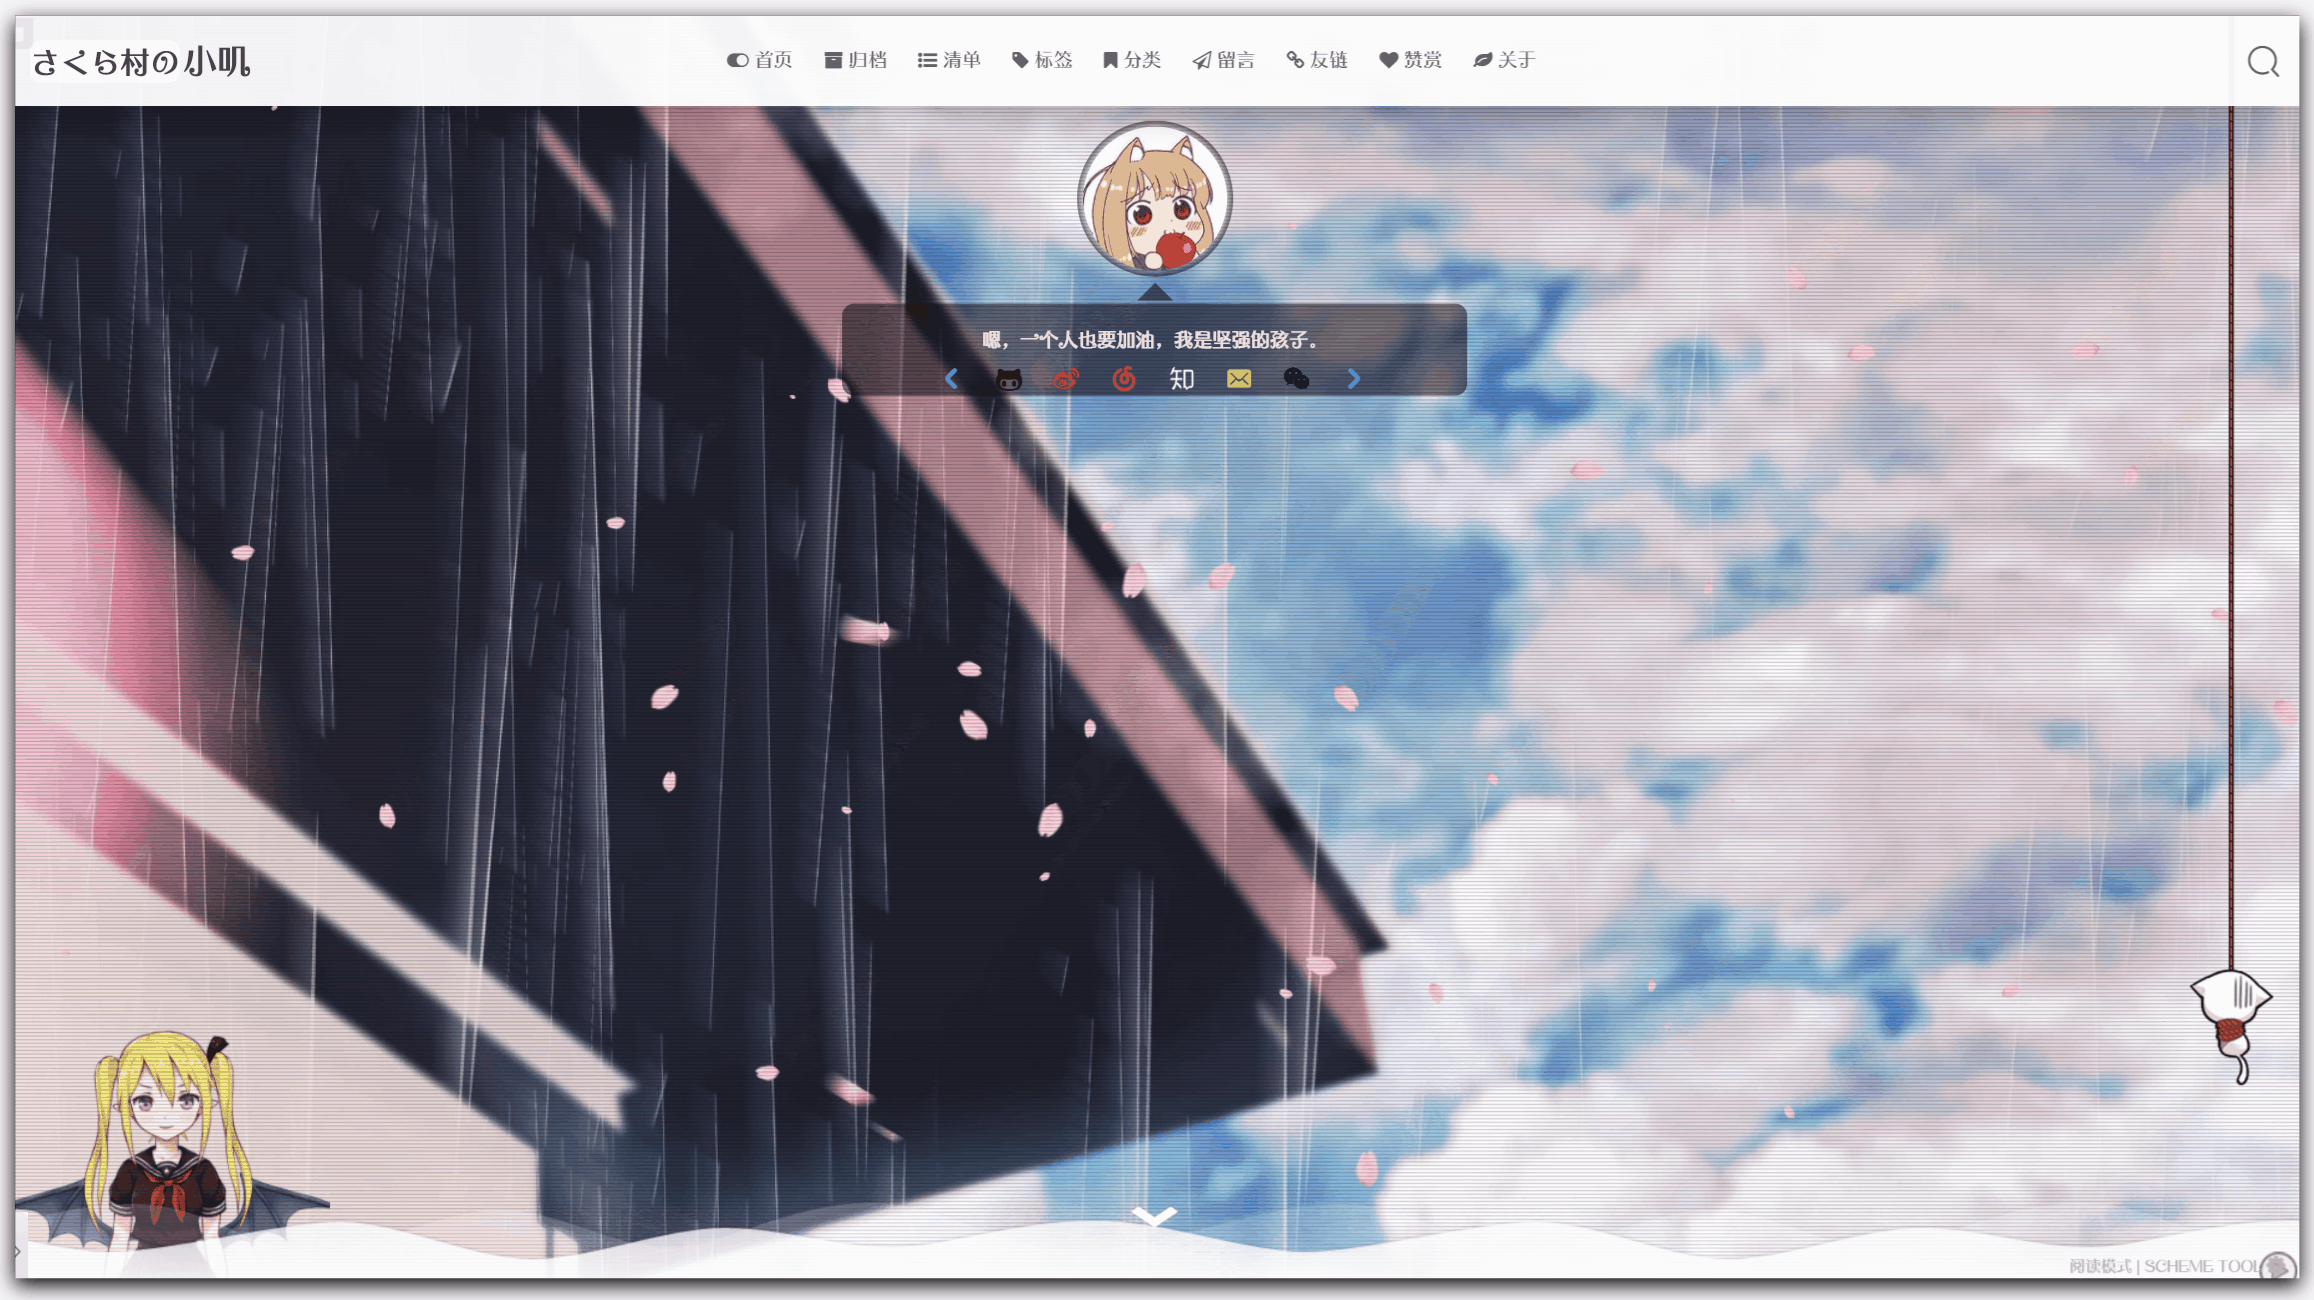 さくら村の小叽
首页 归档 清单 标签 分类 留言 友链 赞赏 关于
嗯，一个人也要加油，我是坚强的孩子。
知
阅读模式 | SCHEME TOOL